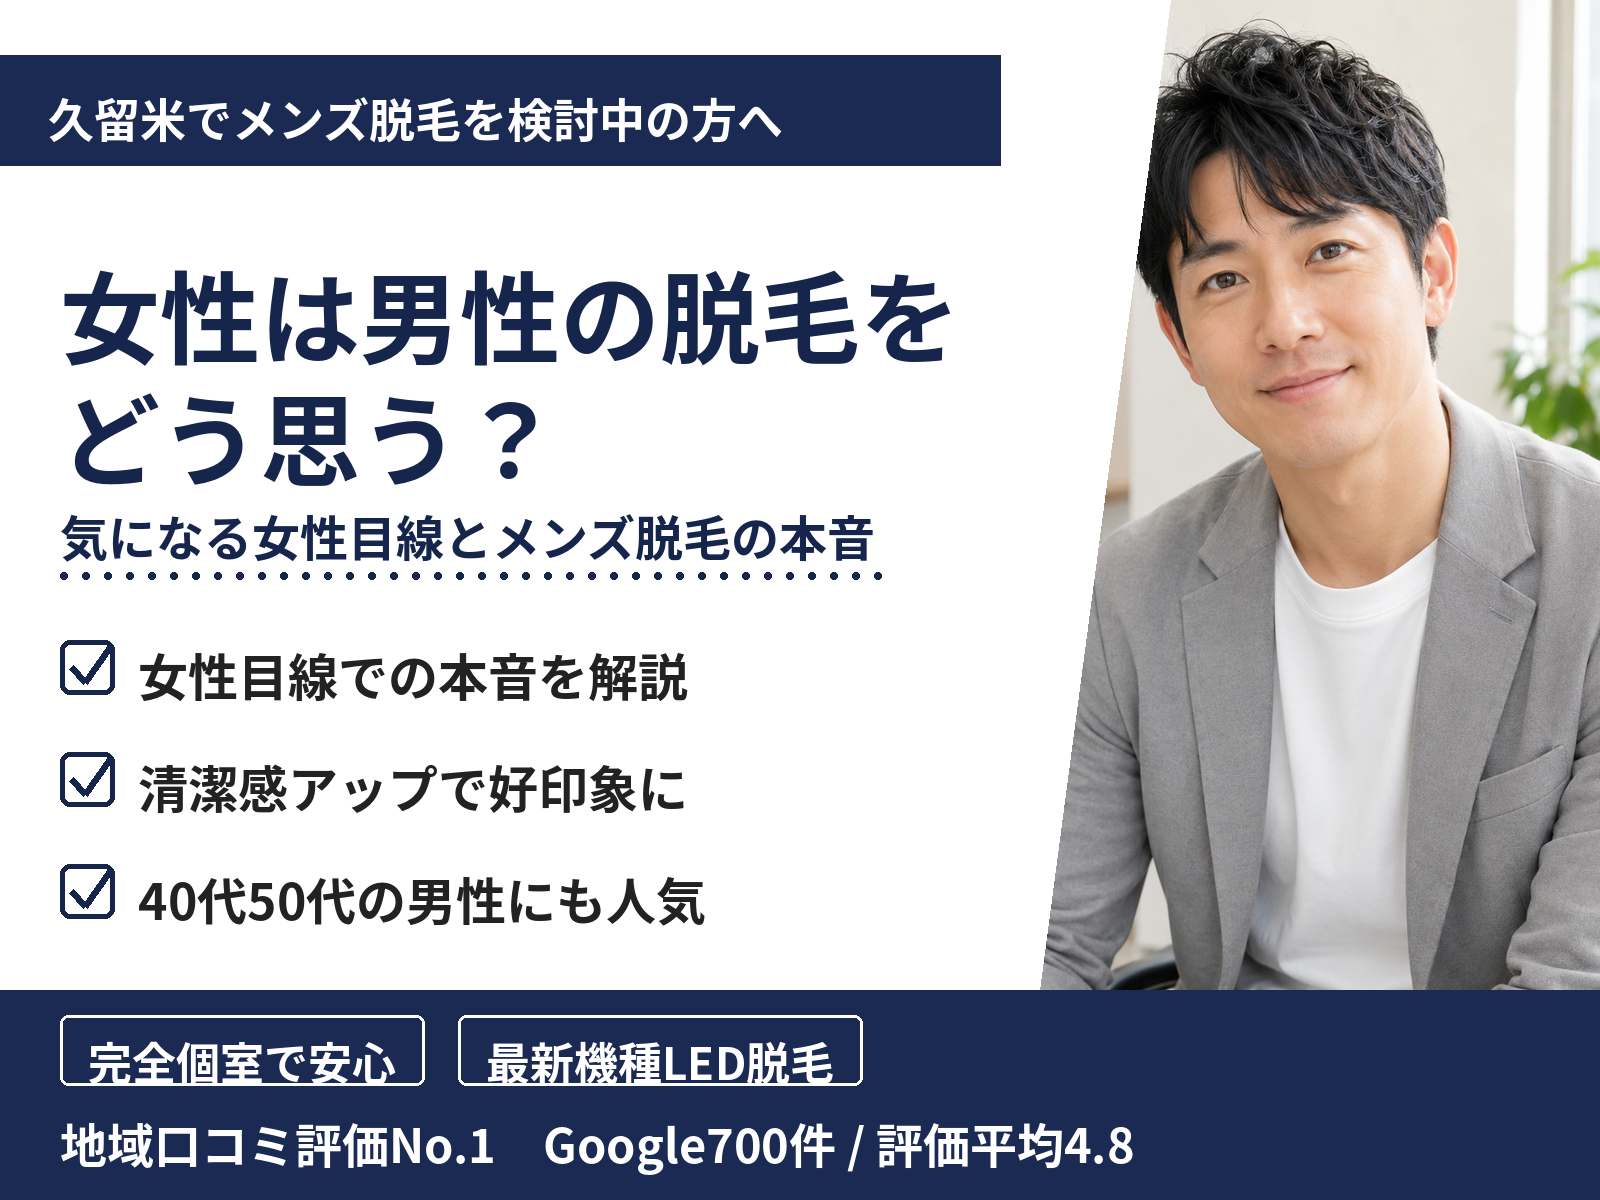 久留米でメンズ脱毛を検討中の方へ
女性は男性の脱毛を
どう思う？
気になる女性目線とメンズ脱毛の本音
女性目線での本音を解説
清潔感アップで好印象に
40代50代の男性にも人気
完全個室で安心
最新機種LED脱毛
地域口コミ評価No.1　Google700件 / 評価平均4.8